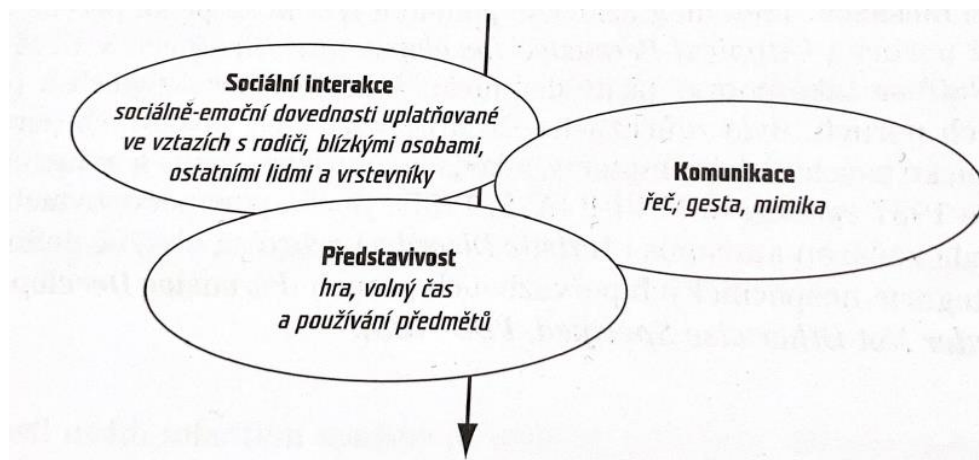 Sociální interakce
sociálně-emoční dovednosti uplatňované
ve vztazích s rodiči, blízkými osobami,
ostatními lidmi a vrstevníky
Komunikace
řeč, gesta, mimika
Představivost
hra, volný čas
a používání předmětů